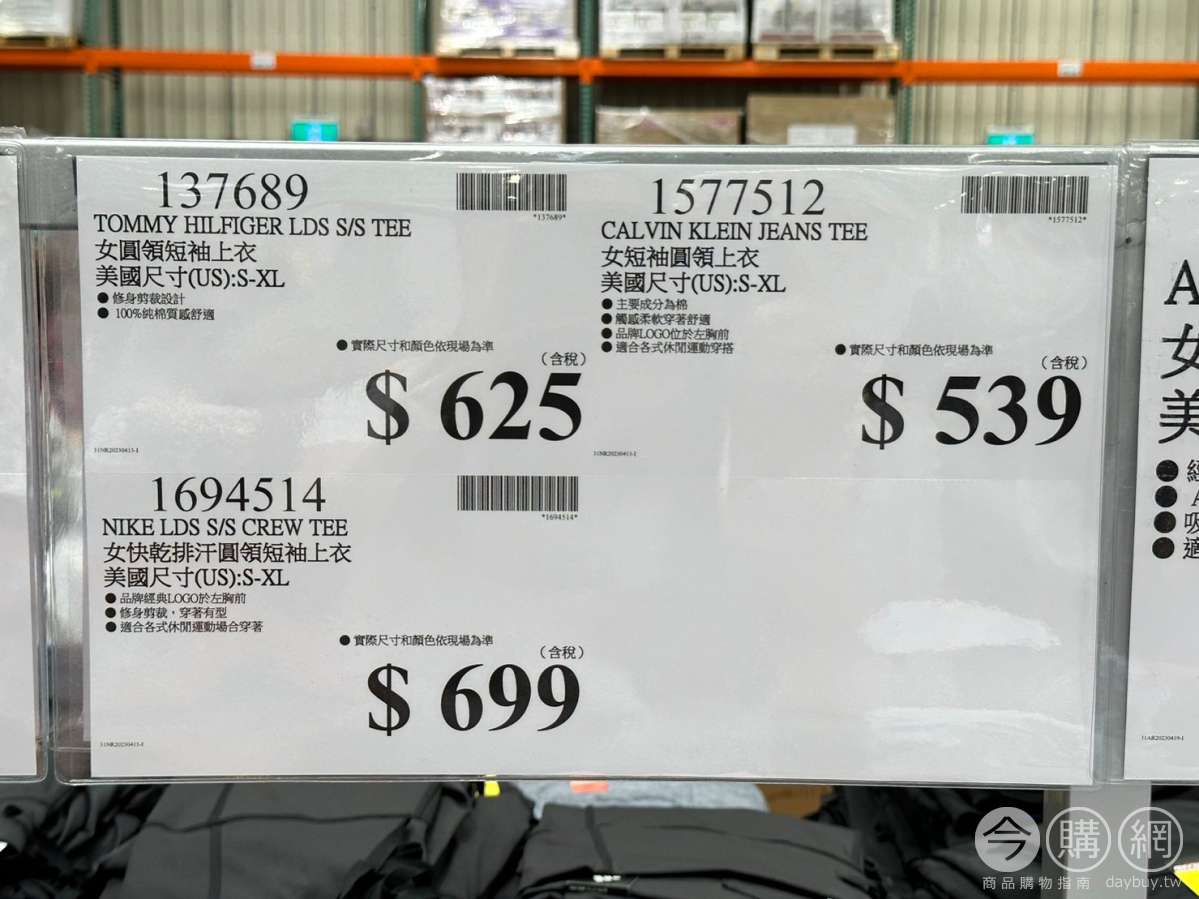 137689
*137689*
TOMMY HILFIGER LDS S/S TEE
女圓領短袖上衣
美國尺寸(US):S-XL
● 修身剪裁設計
● 100%純棉質感舒適
● 實際尺寸和顏色依現場為準
(含稅)
$ 625
31NR20230413-I
1577512
*1577512*
CALVIN KLEIN JEANS TEE
女短袖圓領上衣
美國尺寸(US):S-XL
● 主要成分為棉
● 觸感柔軟穿著舒適
● 品牌LOGO位於左胸前
● 適合各式休閒運動穿搭
● 實際尺寸和顏色依現場為準
(含稅)
$ 539
31NR20230413-I
1694514
*1694514*
NIKE LDS S/S CREW TEE
女快乾排汗圓領短袖上衣
美國尺寸(US):S-XL
● 品牌經典LOGO於左胸前
● 修身剪裁，穿著有型
● 適合各式休閒運動場合穿著
● 實際尺寸和顏色依現場為準
(含稅)
$ 699
31NR20230413-I
A
女
美
● 經
● A
● 吸
● 適
31AR20230419-I
今購網
商品購物指南 daybuy.tw